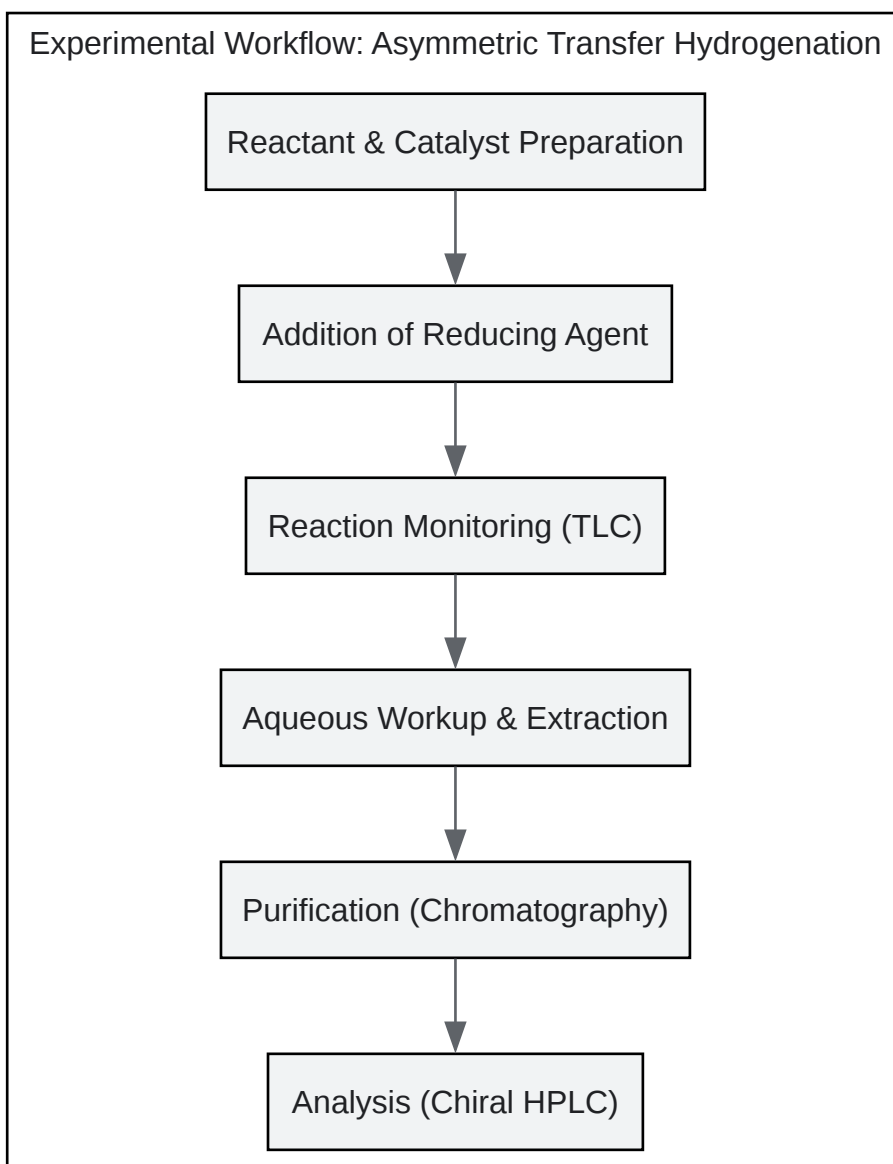 Experimental Workflow: Asymmetric Transfer Hydrogenation
Reactant & Catalyst Preparation
Addition of Reducing Agent
Reaction Monitoring (TLC)
Aqueous Workup & Extraction
Purification (Chromatography)
Analysis (Chiral HPLC)